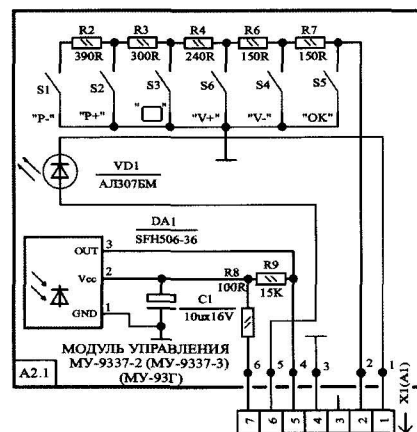 R2 R3 R4 R6 R7
390R 300R 240R 150R 150R
S1 S2 S3 S6 S4 S5
"P-" "P+" " " "V+" "V-" "OK"
VD1
АЛ307БМ
DA1
SFH506-36
OUT 3
Vcc 2
GND 1
R8
100R
R9
15K
C1
10μx16V
МОДУЛЬ УПРАВЛЕНИЯ
МУ-9337-2 (МУ-9337-3)
(МУ-93Г)
A2.1
6 5 4 3 2 1
X1(A1)
7 6 5 4 3 2 1